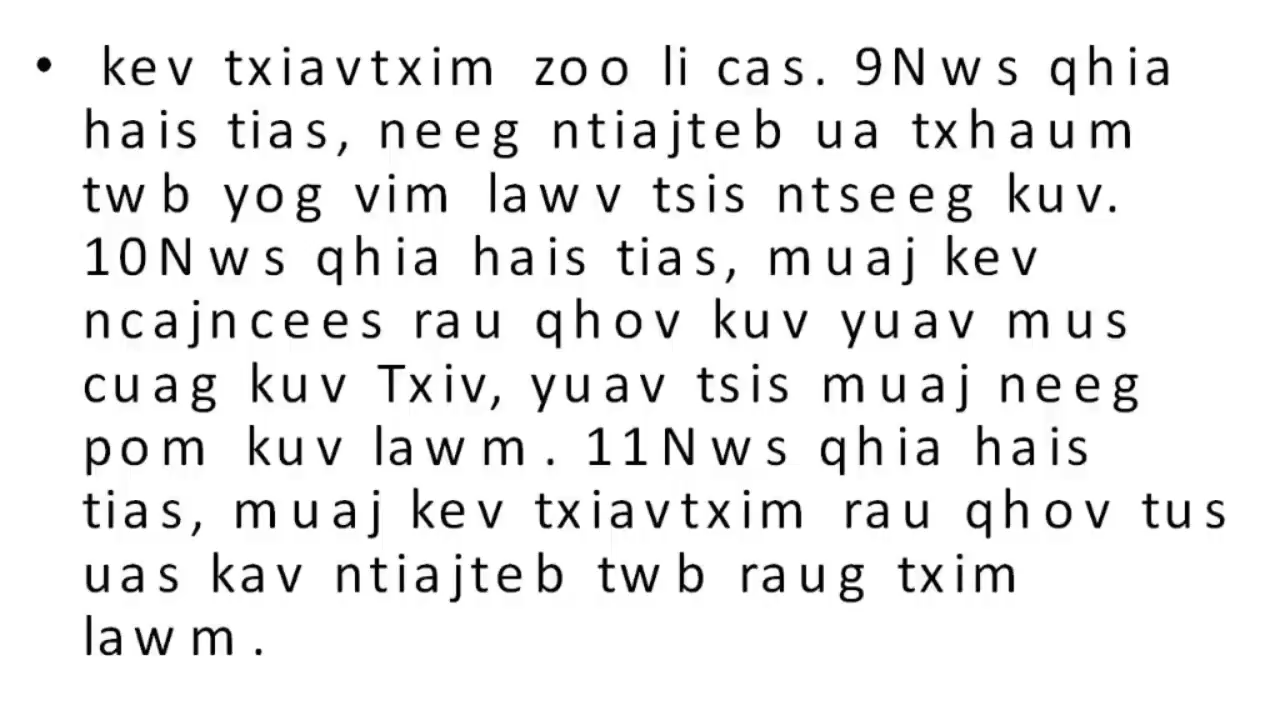 • kev txiavtxim zoo li cas. 9Nws qhia
hais tias, neeg ntiajteb ua txhaum
twb yog vim lawv tsis ntseeg kuv.
10Nws qhia hais tias, muaj kev
ncajncees rau qhov kuv yuav mus
cuag kuv Txiv, yuav tsis muaj neeg
pom kuv lawm. 11Nws qhia hais
tias, muaj kev txiavtxim rau qhov tus
uas kav ntiajteb twb raug txim
lawm.